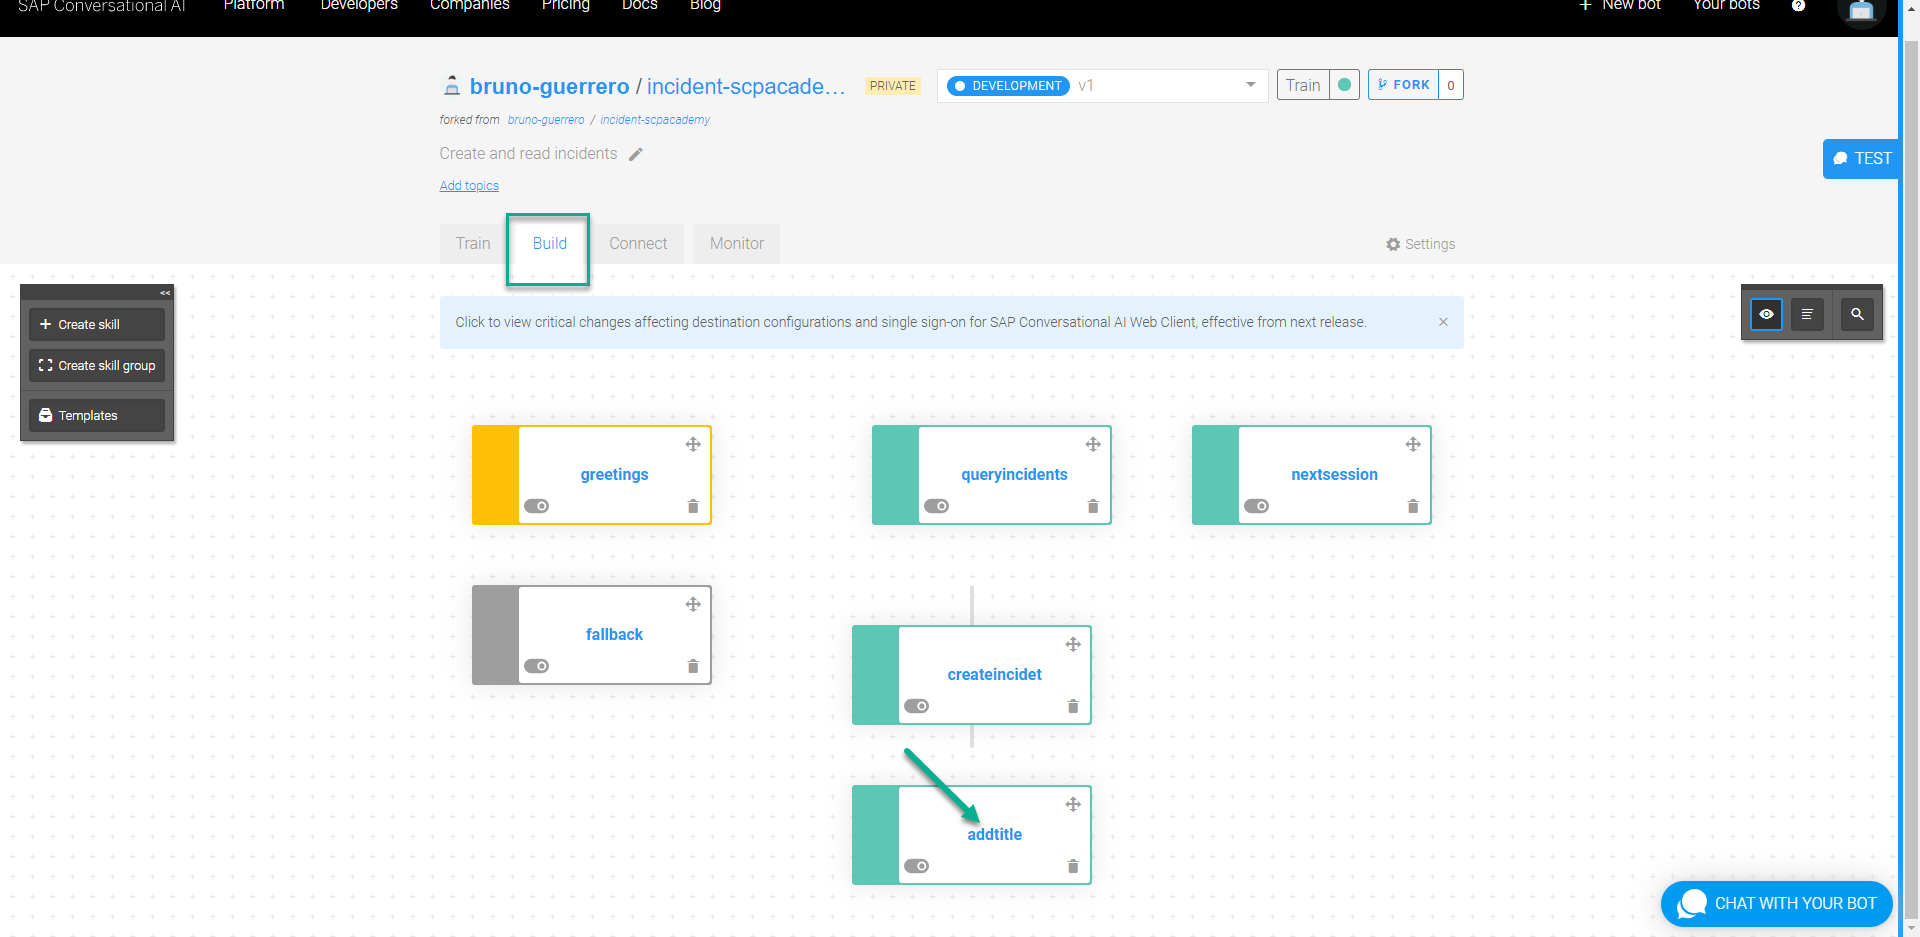 SAP Conversational AI Platform Developers Companies Pricing Docs Blog + New bot Your bots ?
bruno-guerrero / incident-scpacade... PRIVATE DEVELOPMENT v1 Train FORK 0
forked from bruno-guerrero / incident-scpacademy
Create and read incidents
TEST
Add topics
Train Build Connect Monitor Settings
<<
+ Create skill
Create skill group
Templates
Click to view critical changes affecting destination configurations and single sign-on for SAP Conversational AI Web Client, effective from next release. ×
greetings queryincidents nextsession
fallback
createincidet
addtitle
CHAT WITH YOUR BOT